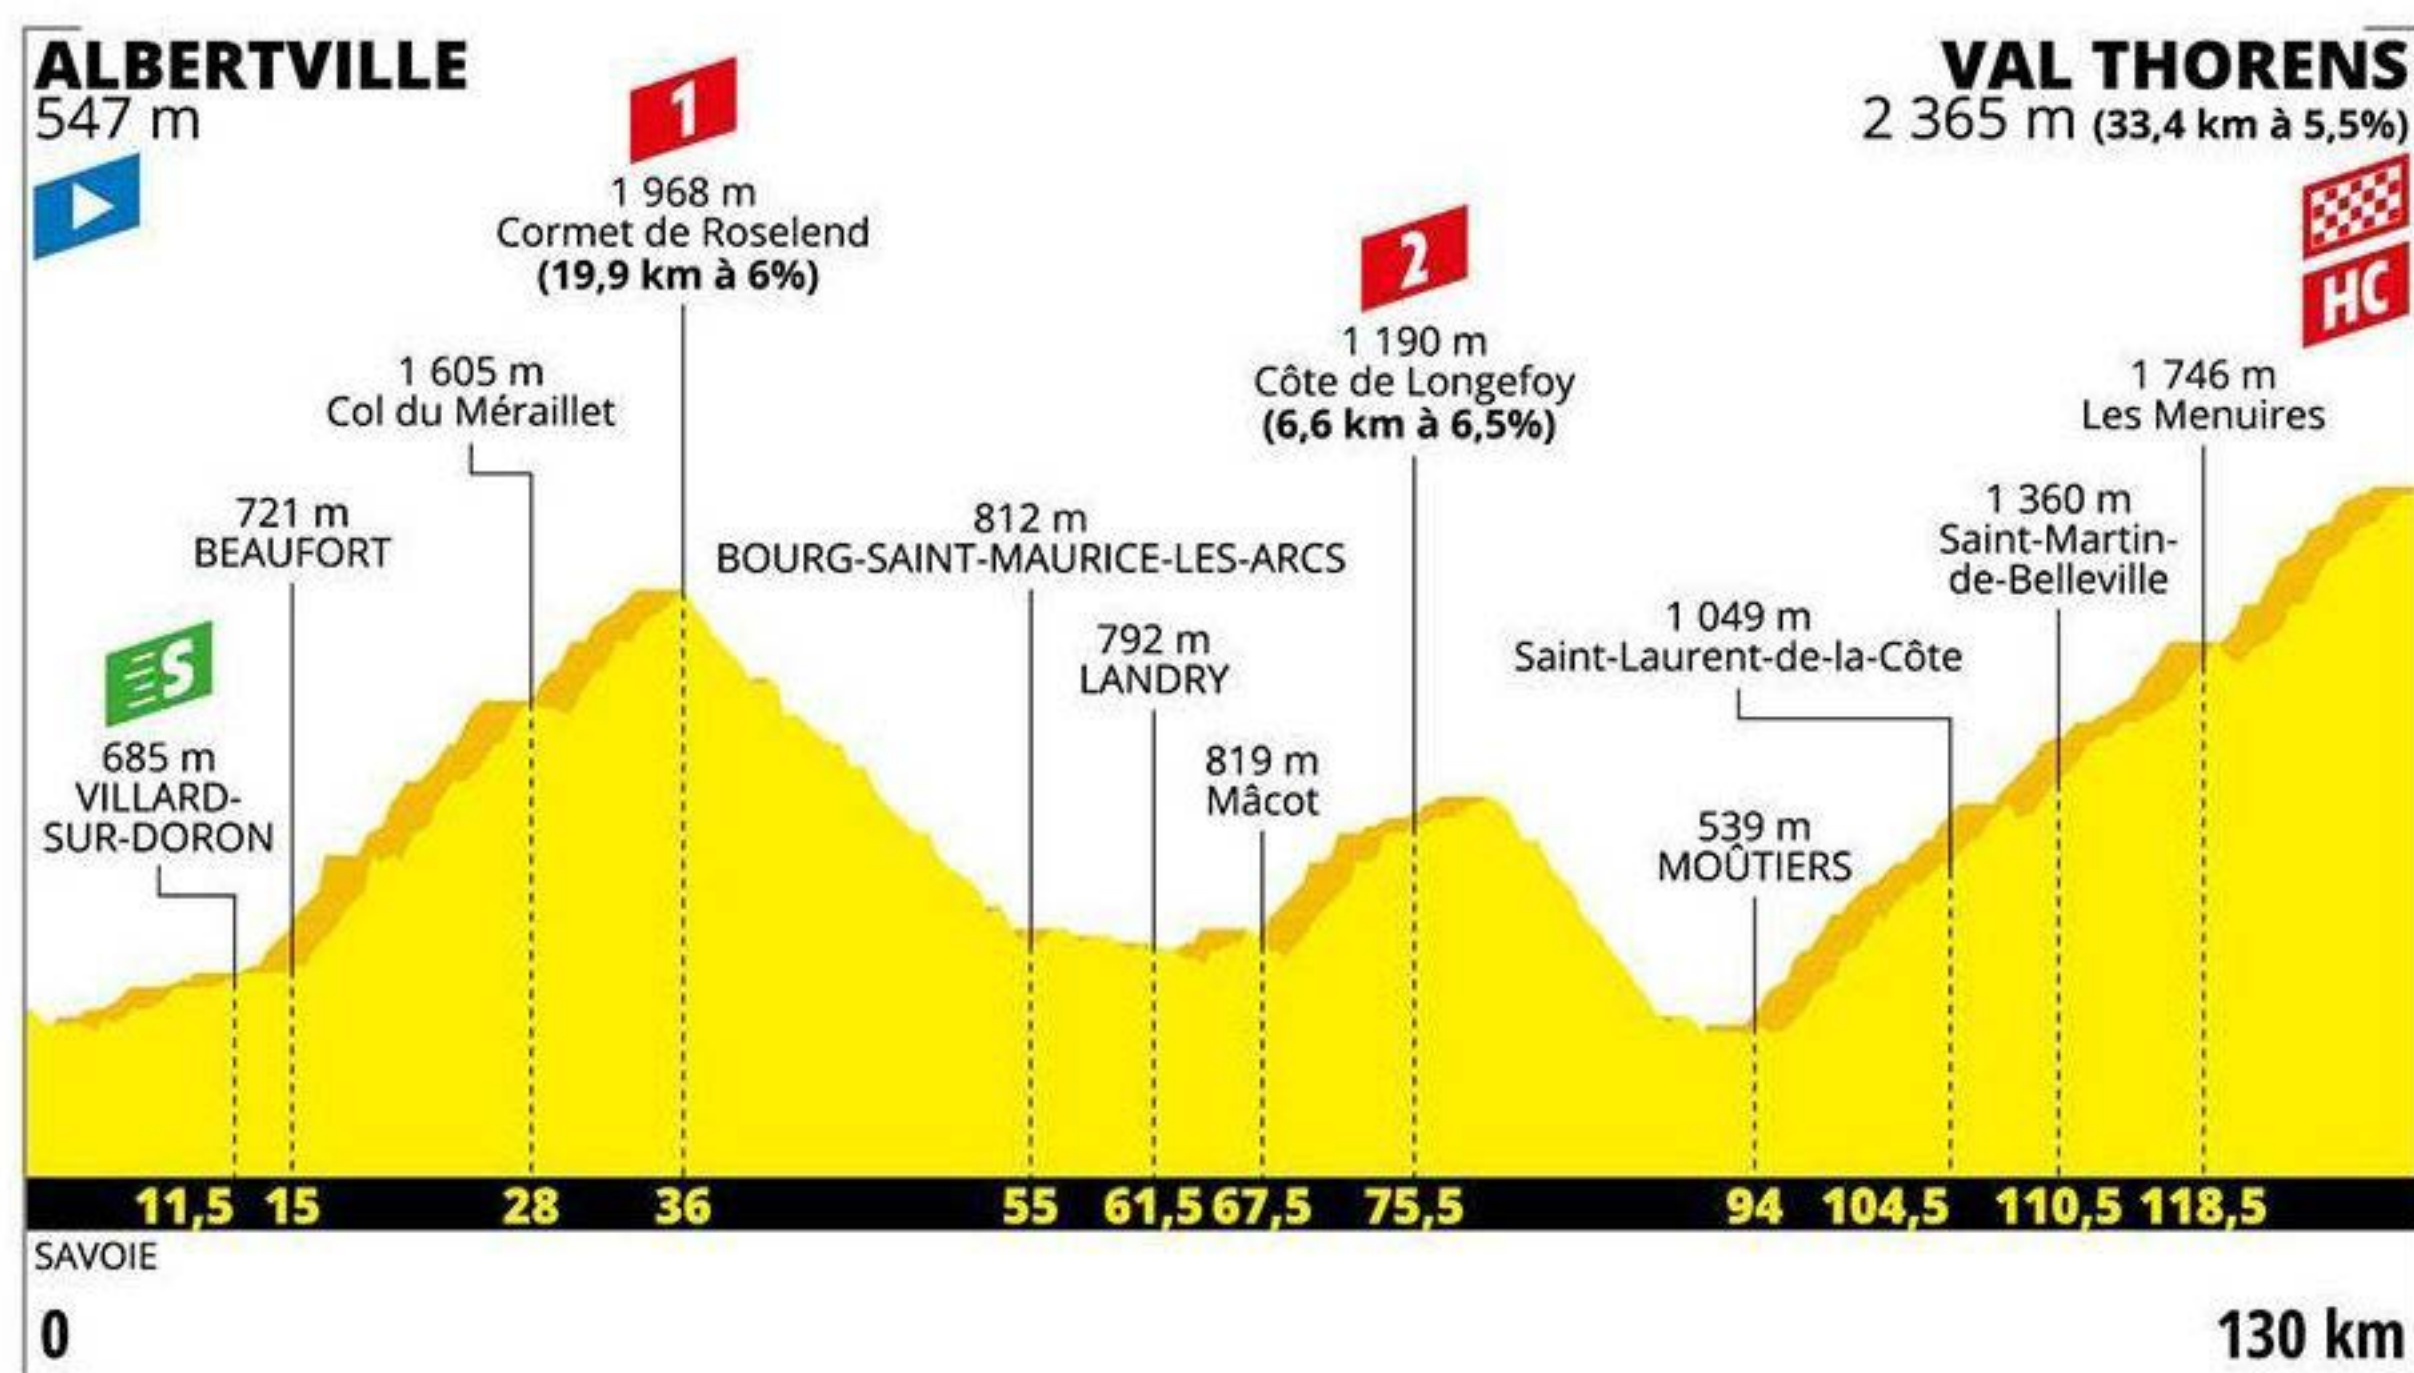 ALBERTVILLE
547 m
1
1 968 m
Cormet de Roselend
(19,9 km à 6%)
VAL THORENS
2 365 m (33,4 km à 5,5%)
HC
2
1 190 m
Côte de Longefoy
(6,6 km à 6,5%)
1 605 m
Col du Méraillet
1 746 m
Les Menuires
721 m
BEAUFORT
812 m
BOURG-SAINT-MAURICE-LES-ARCS
1 360 m
Saint-Martin-
de-Belleville
S
685 m
VILLARD-
SUR-DORON
792 m
LANDRY
1 049 m
Saint-Laurent-de-la-Côte
819 m
Mâcot
539 m
MOÛTIERS
11,5 15 28 36 55 61,5 67,5 75,5 94 104,5 110,5 118,5
SAVOIE
0 130 km